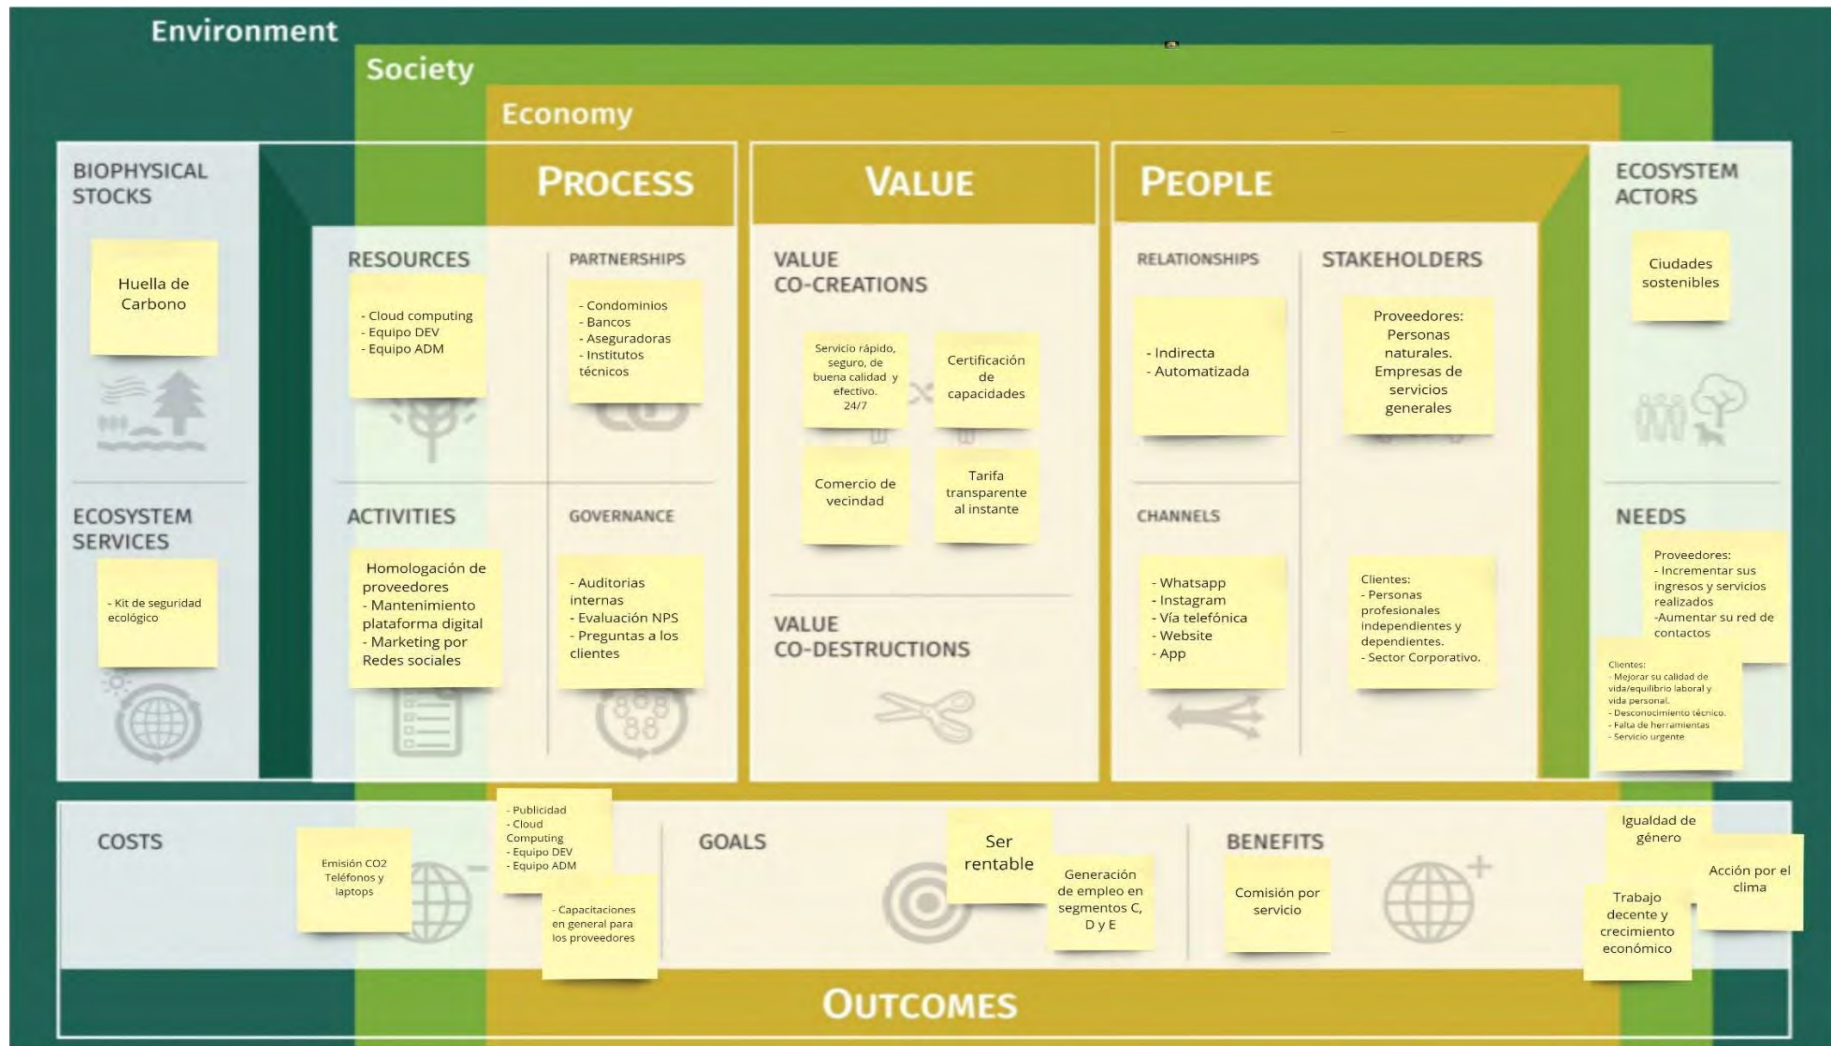 Environment
Society
Economy
BIOPHYSICAL
STOCKS
Huella de
Carbono
ECOSYSTEM
SERVICES
- Kit de seguridad
ecológico
PROCESS
RESOURCES
- Cloud computing
- Equipo DEV
- Equipo ADM
PARTNERSHIPS
- Condominios
- Bancos
- Aseguradoras
- Institutos
técnicos
ACTIVITIES
Homologación de
proveedores
- Mantenimiento
plataforma digital
- Marketing por
Redes sociales
GOVERNANCE
- Auditorias
internas
- Evaluación NPS
- Preguntas a los
clientes
VALUE
VALUE
CO-CREATIONS
Servicio rápido,
seguro, de
buena calidad y
efectivo.
24/7
Certificación
de
capacidades
Comercio de
vecindad
Tarifa
transparente
al instante
VALUE
CO-DESTRUCTIONS
PEOPLE
RELATIONSHIPS
- Indirecta
- Automatizada
STAKEHOLDERS
Proveedores:
Personas
naturales.
Empresas de
servicios
generales
CHANNELS
- Whatsapp
- Instagram
- Vía telefónica
- Website
- App
Clientes:
- Personas
profesionales
independientes y
dependientes.
- Sector Corporativo.
ECOSYSTEM
ACTORS
Ciudades
sostenibles
NEEDS
Proveedores:
- Incrementar sus
ingresos y servicios
realizados
-Aumentar su red de
contactos
Clientes:
- Mejorar su calidad de
vida/equilibrio laboral y
vida personal.
- Desconocimiento técnico.
- Falta de herramientas
- Servicio urgente
COSTS
Emisión CO2
Teléfonos y
laptops
- Publicidad
- Cloud
Computing
- Equipo DEV
- Equipo ADM
- Capacitaciones
en general para
los proveedores
GOALS
Ser
rentable
Generación
de empleo en
segmentos C,
D y E
BENEFITS
Comisión por
servicio
Igualdad de
género
Acción por el
clima
Trabajo
decente y
crecimiento
económico
OUTCOMES